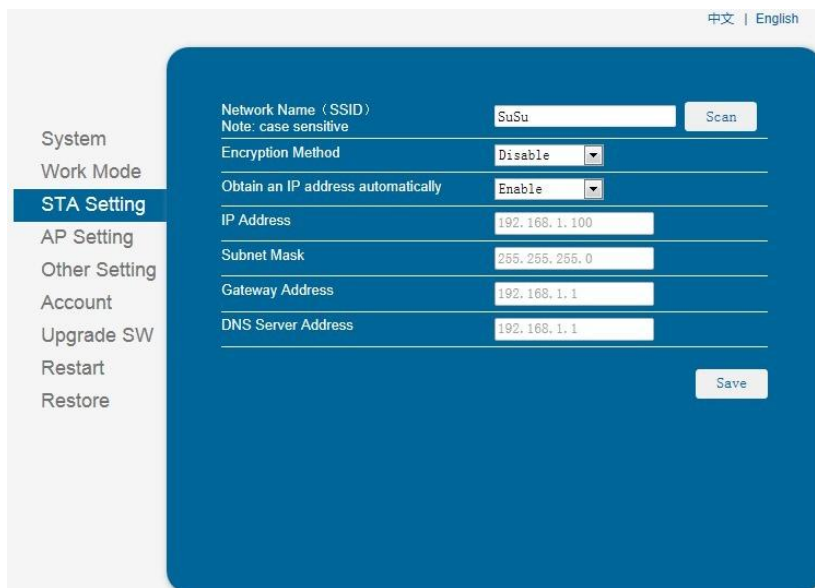 中文 | English
System
Work Mode
STA Setting
AP Setting
Other Setting
Account
Upgrade SW
Restart
Restore
Network Name（SSID）
Note: case sensitive
SuSu
Scan
Encryption Method
Disable
Obtain an IP address automatically
Enable
IP Address
192.168.1.100
Subnet Mask
255.255.255.0
Gateway Address
192.168.1.1
DNS Server Address
192.168.1.1
Save